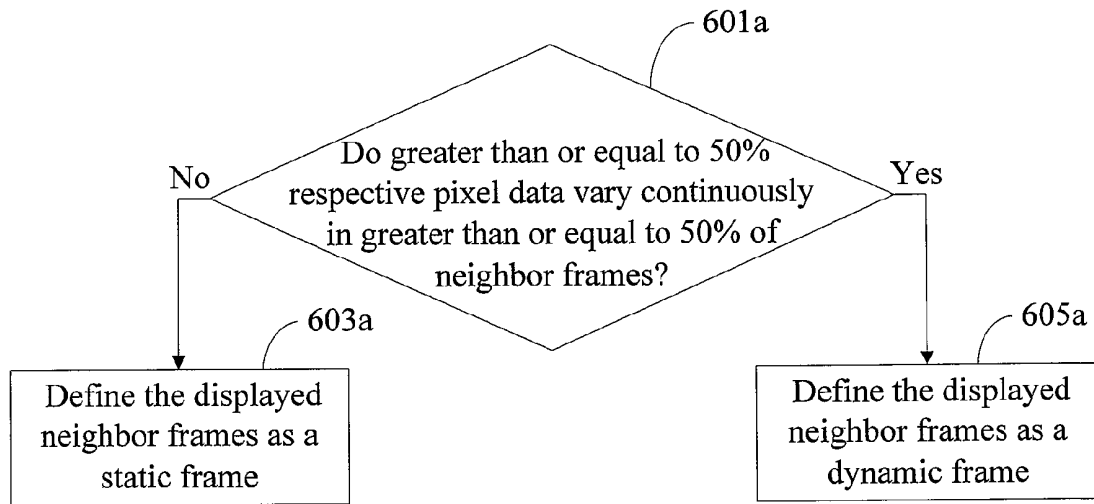 601a
Do greater than or equal to 50%
respective pixel data vary continuously
in greater than or equal to 50% of
neighbor frames?
No
Yes
603a
Define the displayed
neighbor frames as a
static frame
605a
Define the displayed
neighbor frames as a
dynamic frame